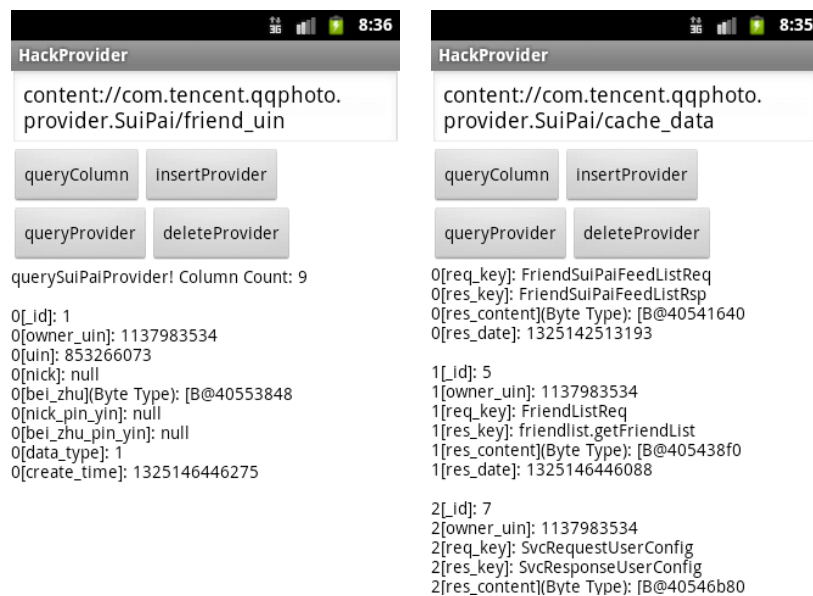 3G 8:36
HackProvider
content://com.tencent.qqphoto.
provider.SuiPai/friend_uin
queryColumn insertProvider
queryProvider deleteProvider
querySuiPaiProvider! Column Count: 9
0[_id]: 1
0[owner_uin]: 1137983534
0[uin]: 853266073
0[nick]: null
0[bei_zhu](Byte Type): [B@40553848
0[nick_pin_yin]: null
0[bei_zhu_pin_yin]: null
0[data_type]: 1
0[create_time]: 1325146446275
3G 8:35
HackProvider
content://com.tencent.qqphoto.
provider.SuiPai/cache_data
queryColumn insertProvider
queryProvider deleteProvider
0[req_key]: FriendSuiPaiFeedListReq
0[res_key]: FriendSuiPaiFeedListRsp
0[res_content](Byte Type): [B@40541640
0[res_date]: 1325142513193
1[_id]: 5
1[owner_uin]: 1137983534
1[req_key]: FriendListReq
1[res_key]: friendlist.getFriendList
1[res_content](Byte Type): [B@405438f0
1[res_date]: 1325146446088
2[_id]: 7
2[owner_uin]: 1137983534
2[req_key]: SvcRequestUserConfig
2[res_key]: SvcResponseUserConfig
2[res_content](Byte Type): [B@40546b80